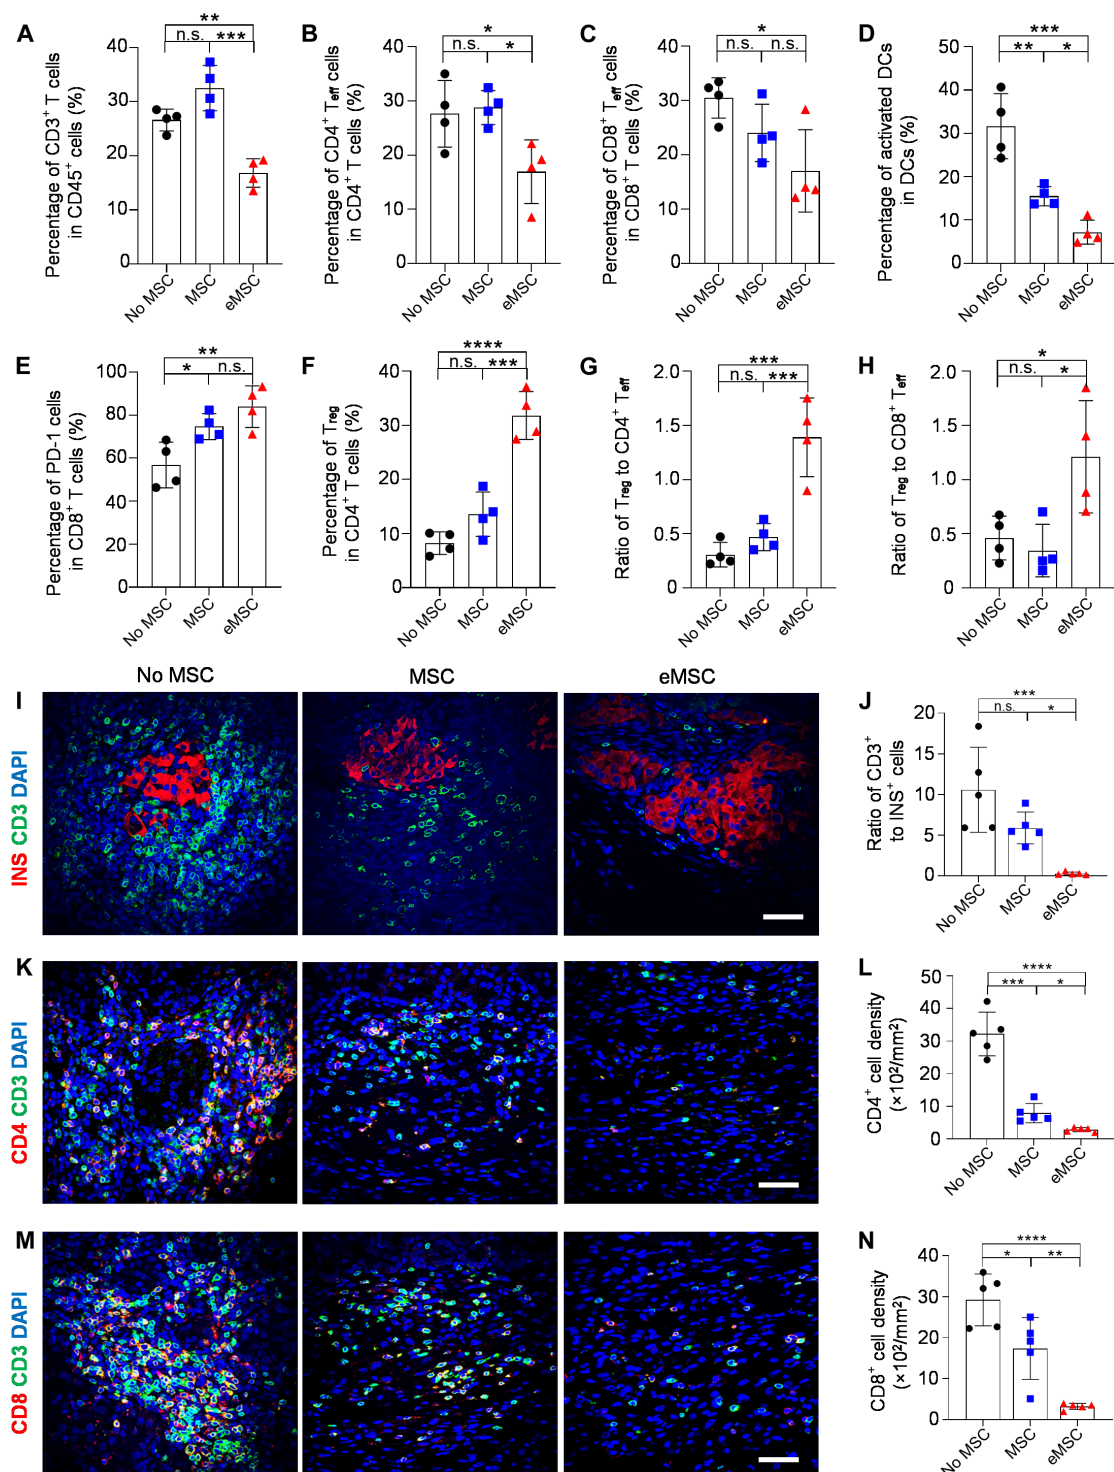 A
Percentage of CD3+ T cells
in CD45+ cells (%)
**
n.s. ***
40
30
20
10
0
No MSC
MSC
eMSC
B
Percentage of CD4+ Teff cells
in CD4+ T cells (%)
*
n.s. *
40
30
20
10
0
No MSC
MSC
eMSC
C
Percentage of CD8+ Teff cells
in CD8+ T cells (%)
*
n.s. n.s.
40
30
20
10
0
No MSC
MSC
eMSC
D
Percentage of activated DCs
in DCs (%)
***
** *
50
40
30
20
10
0
No MSC
MSC
eMSC
E
Percentage of PD-1 cells
in CD8+ T cells (%)
**
* n.s.
100
80
60
40
20
0
No MSC
MSC
eMSC
F
Percentage of Treg
in CD4+ T cells (%)
****
n.s. ***
40
30
20
10
0
No MSC
MSC
eMSC
G
Ratio of Treg to CD4+ Teff
***
n.s. ***
2.0
1.5
1.0
0.5
0
No MSC
MSC
eMSC
H
Ratio of Treg to CD8+ Teff
*
n.s. *
2.0
1.5
1.0
0.5
0
No MSC
MSC
eMSC
No MSC MSC eMSC
I
INS CD3 DAPI
J
Ratio of CD3+
to INS+ cells
***
n.s. *
20
15
10
5
0
No MSC
MSC
eMSC
K
CD4 CD3 DAPI
L
CD4+ cell density
(×10²/mm²)
****
*** *
50
40
30
20
10
0
No MSC
MSC
eMSC
M
CD8 CD3 DAPI
N
CD8+ cell density
(×10²/mm²)
****
* **
40
30
20
10
0
No MSC
MSC
eMSC